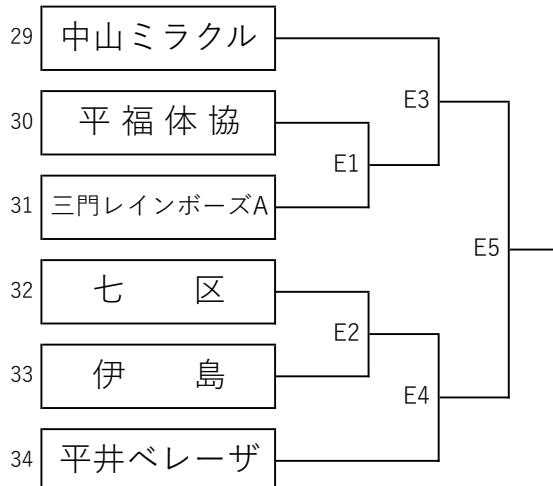 29 中山ミラクル
E3
30 平福体協
E1
31 三門レインボーズA
E5
32 七 区
E2
33 伊 島
E4
34 平井ベレーザ